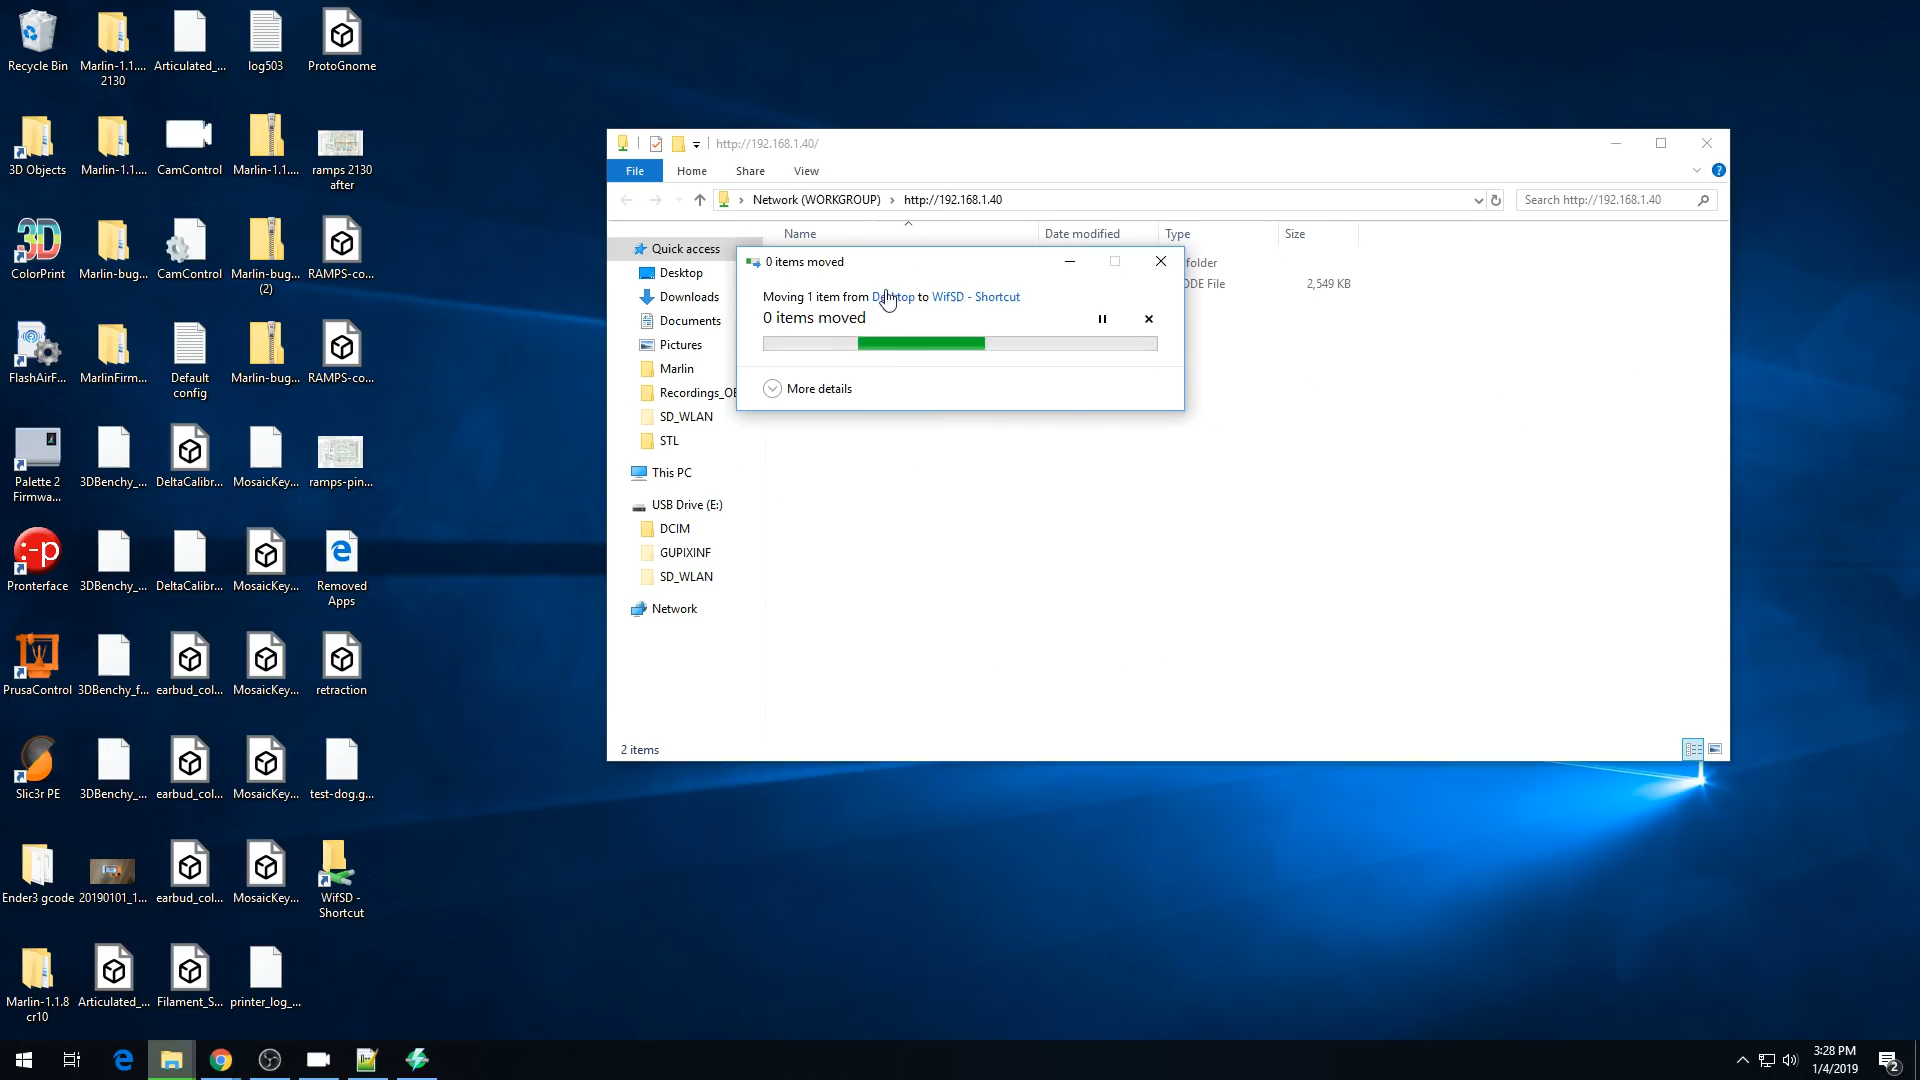 Recycle Bin
Marlin-1.1....
2130
Articulated_...
log503
ProtoGnome
3D Objects
Marlin-1.1....
CamControl
Marlin-1.1....
ramps 2130
after
ColorPrint
Marlin-bug...
CamControl
Marlin-bug...
(2)
RAMPS-co...
FlashAirF...
MarlinFirm...
Default
config
Marlin-bug...
RAMPS-co...
Palette 2
Firmwa...
3DBenchy_...
DeltaCalibr...
MosaicKey...
ramps-pin...
Pronterface
3DBenchy_...
DeltaCalibr...
MosaicKey...
Removed
Apps
PrusaControl
3DBenchy_f...
earbud_col...
MosaicKey...
retraction
Slic3r PE
3DBenchy_...
earbud_col...
MosaicKey...
test-dog.g...
Ender3 gcode
20190101_1...
earbud_col...
MosaicKey...
WifSD -
Shortcut
Marlin-1.1.8
cr10
Articulated_...
Filament_S...
printer_log_...
http://192.168.1.40/
File
Home
Share
View
Network (WORKGROUP)
http://192.168.1.40
Search http://192.168.1.40
Name
Date modified
Type
Size
folder
DE File
2,549 KB
Quick access
Desktop
Downloads
Documents
Pictures
Marlin
Recordings_OB
SD_WLAN
STL
This PC
USB Drive (E:)
DCIM
GUPIXINF
SD_WLAN
Network
2 items
0 items moved
Moving 1 item from Desktop to WifSD - Shortcut
0 items moved
More details
3:28 PM
1/4/2019
2